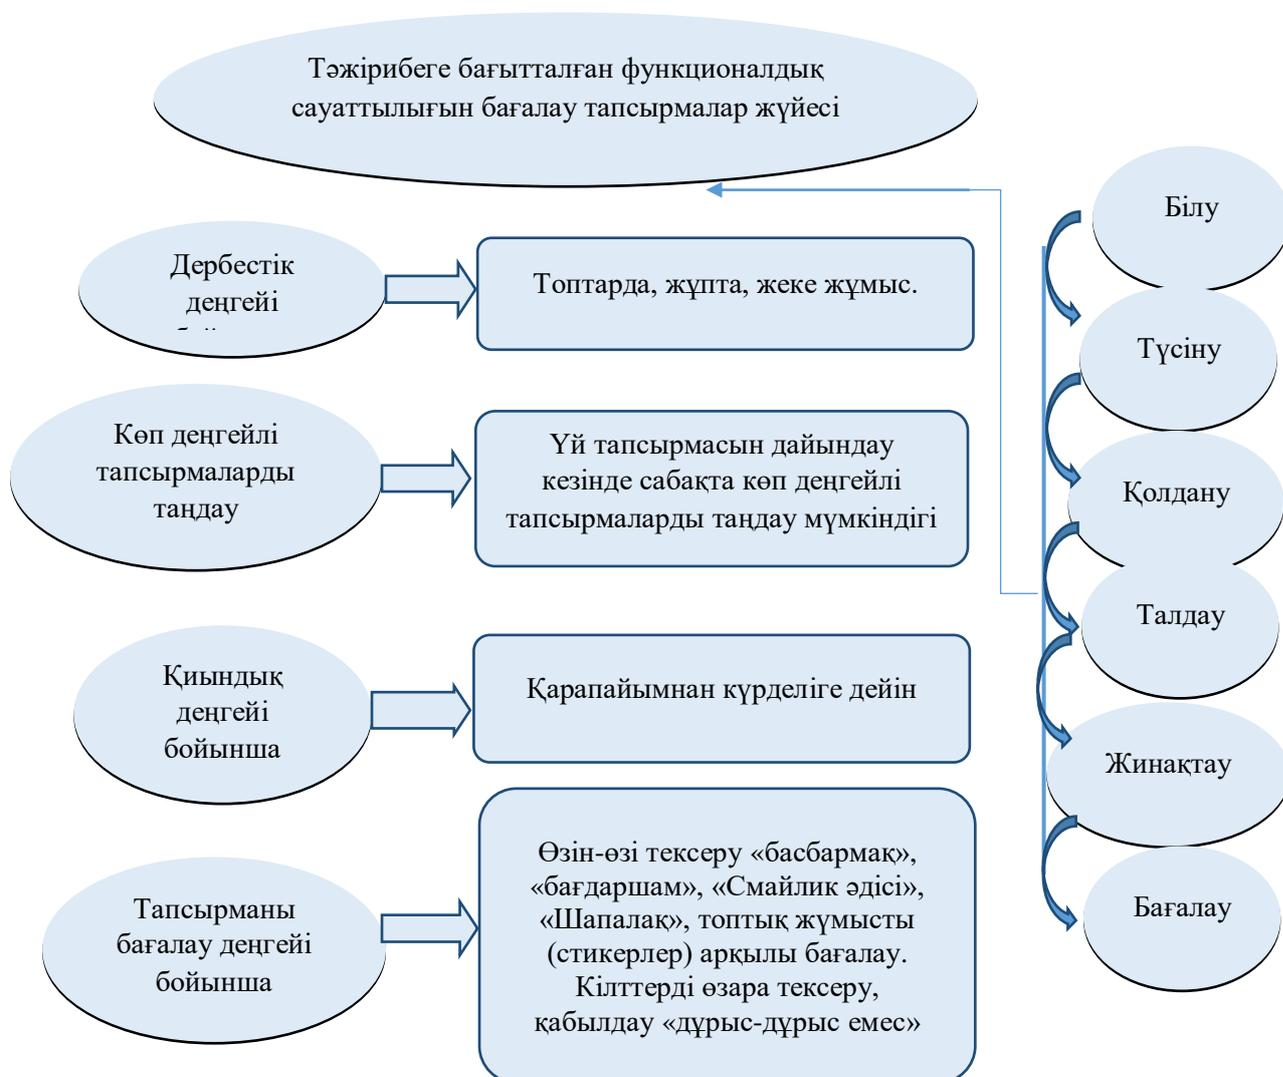 Тәжірибеге бағытталған функционалдық
сауаттылығын бағалау тапсырмалар жүйесі
Дербестік
деңгейі
Топтарда, жұпта, жеке жұмыс.
Көп деңгейлі
тапсырмаларды
таңдау
Үй тапсырмасын дайындау
кезінде сабақта көп деңгейлі
тапсырмаларды таңдау мүмкіндігі
Қиындық
деңгейі
бойынша
Қарапайымнан күрделіге дейін
Тапсырманы
бағалау деңгейі
бойынша
Өзін-өзі тексеру «басбармақ»,
«бағдаршам», «Смайлик әдісі»,
«Шапалақ», топтық жұмысты
(стикерлер) арқылы бағалау.
Кілттерді өзара тексеру,
қабылдау «дұрыс-дұрыс емес»
Білу
Түсіну
Қолдану
Талдау
Жинақтау
Бағалау